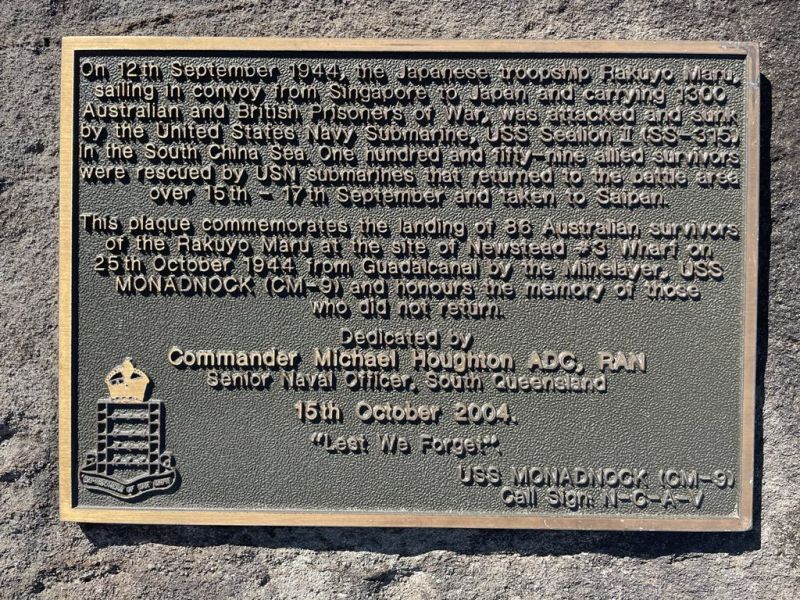 On 12th September 1944, the Japanese troopship Rakuyo Maru,
sailing in convoy from Singapore to Japan and carrying 1300
Australian and British Prisoners of War, was attacked and sunk
by the United States Navy Submarine, USS Sealion II (SS-315)
in the South China Sea. One hundred and fifty-nine allied survivors
were rescued by USN submarines that returned to the battle area
over 15th - 17th September and taken to Saipan.
This plaque commemorates the landing of 86 Australian survivors
of the Rakuyo Maru at the site of Newstead #3 Wharf on
25th October 1944 from Guadalcanal by the Minelayer, USS
MONADNOCK (CM-9) and honours the memory of those
who did not return.
Dedicated by
Commander Michael Houghton ADC, RAN
Senior Naval Officer, South Queensland
15th October 2004.
"Lest We Forget".
USS MONADNOCK (CM-9)
Call Sign: N-C-A-V